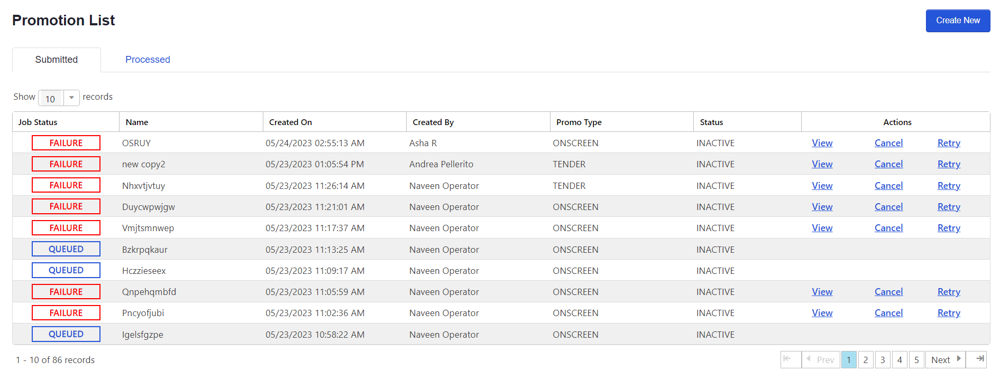 Promotion List
Create New
Submitted Processed
Show 10 records
Job Status Name Created On Created By Promo Type Status Actions
FAILURE OSRUY 05/24/2023 02:55:13 AM Asha R ONSCREEN INACTIVE View Cancel Retry
FAILURE new copy2 05/23/2023 01:05:54 PM Andrea Pellerito TENDER INACTIVE View Cancel Retry
FAILURE Nhxvtjvtuy 05/23/2023 11:26:14 AM Naveen Operator TENDER INACTIVE View Cancel Retry
FAILURE Duycwpwjgw 05/23/2023 11:21:01 AM Naveen Operator ONSCREEN INACTIVE View Cancel Retry
FAILURE Vmjtsmnwep 05/23/2023 11:17:37 AM Naveen Operator ONSCREEN INACTIVE View Cancel Retry
QUEUED Bzkrpqkaur 05/23/2023 11:13:25 AM Naveen Operator ONSCREEN INACTIVE
QUEUED Hczzieseex 05/23/2023 11:09:17 AM Naveen Operator ONSCREEN INACTIVE
FAILURE Qnpehqmbfd 05/23/2023 11:05:59 AM Naveen Operator ONSCREEN INACTIVE View Cancel Retry
FAILURE Pncyofjubi 05/23/2023 11:02:36 AM Naveen Operator ONSCREEN INACTIVE View Cancel Retry
QUEUED Igelsfgzpe 05/23/2023 10:58:22 AM Naveen Operator ONSCREEN INACTIVE
1 - 10 of 86 records Prev 1 2 3 4 5 Next